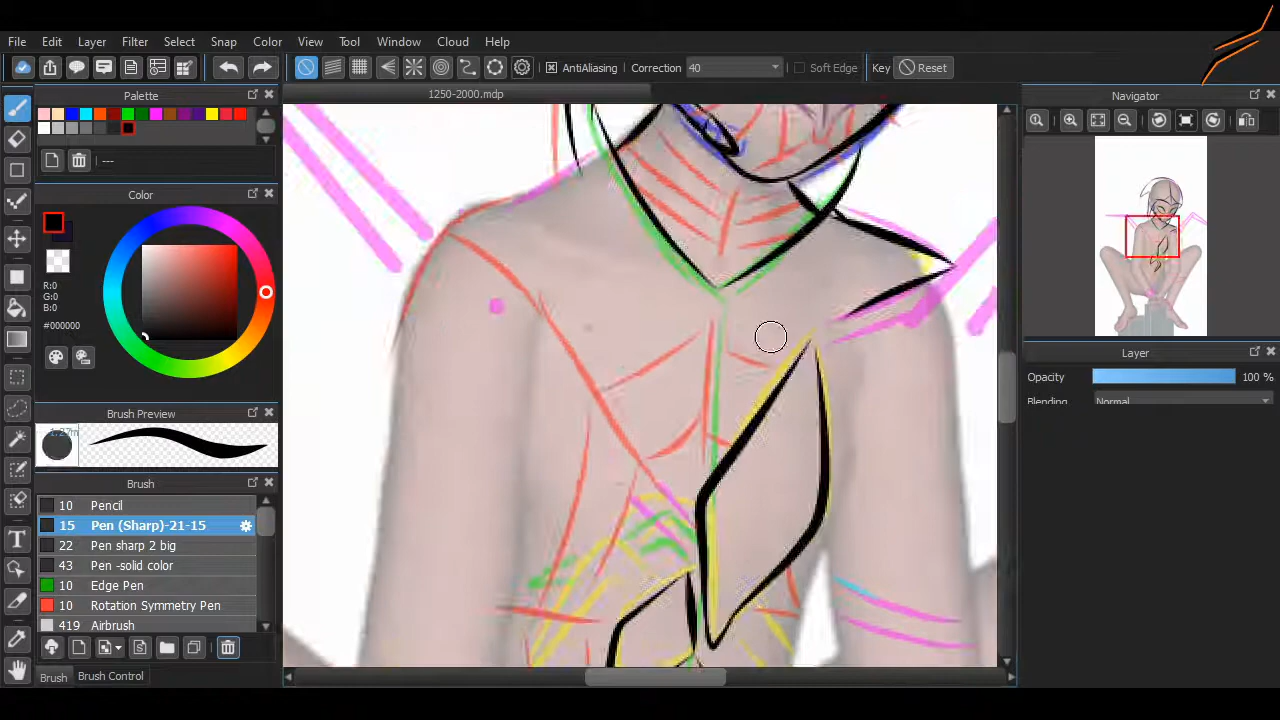 File Edit Layer Filter Select Snap Color View Tool Window Cloud Help
AntiAliasing Correction 40 Soft Edge Key Reset
Palette
1250-2000.mdp
Navigator
---
Color
R:0
G:0
B:0
#000000
Layer
Opacity 100 %
Blending Normal
Brush Preview
Brush
10 Pencil
15 Pen (Sharp)-21-15
22 Pen sharp 2 big
43 Pen -solid color
10 Edge Pen
10 Rotation Symmetry Pen
419 Airbrush
Brush Brush Control